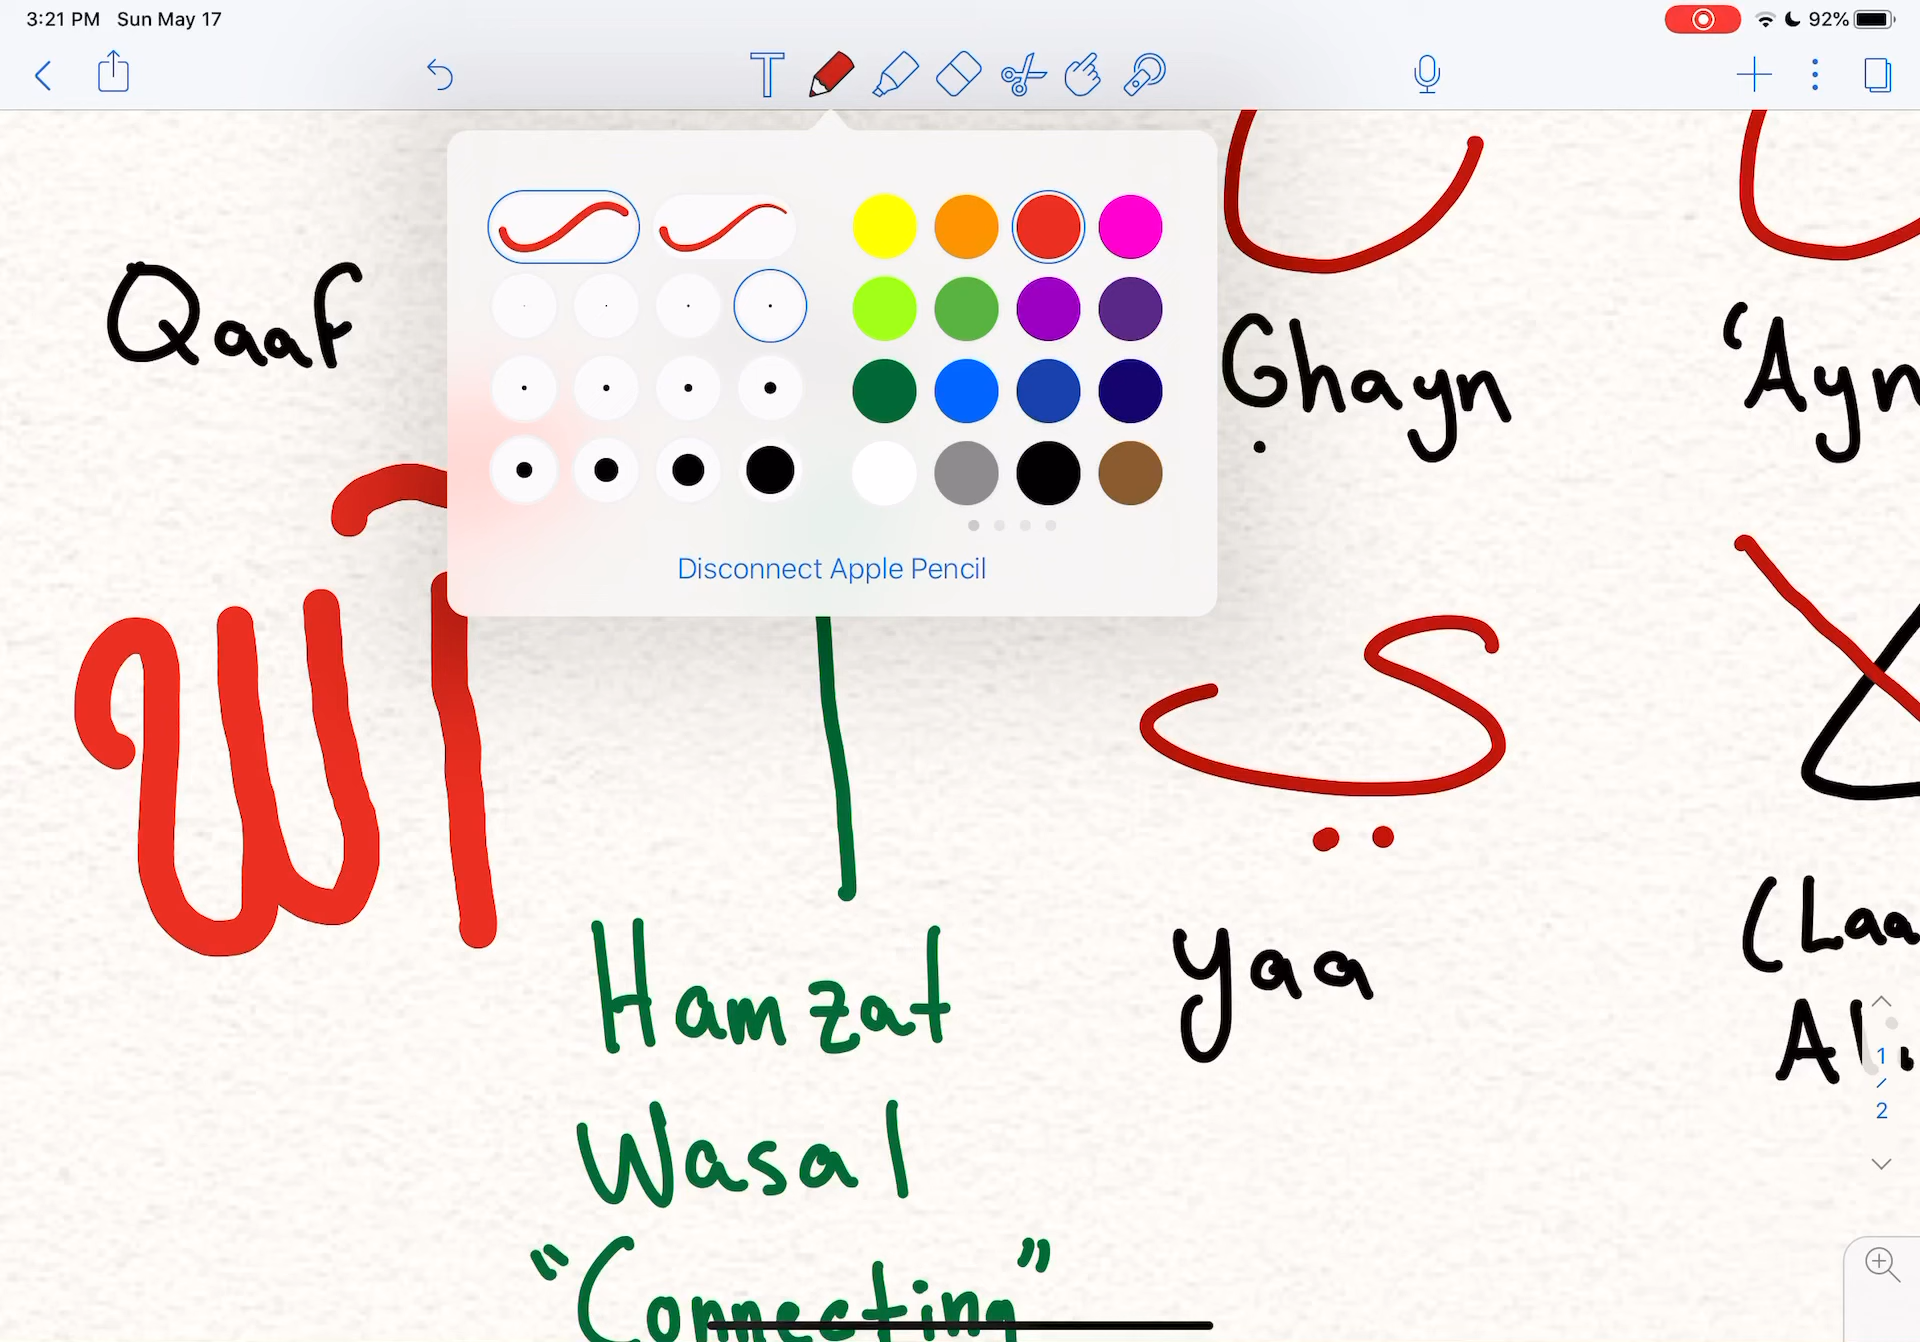 3:21 PM Sun May 17
92%
Qaaf
Ghayn
‘Ayn
Disconnect Apple Pencil
ي
yaa
(Laa
Hamzat
Wasal
"Connecting"
1
/
2